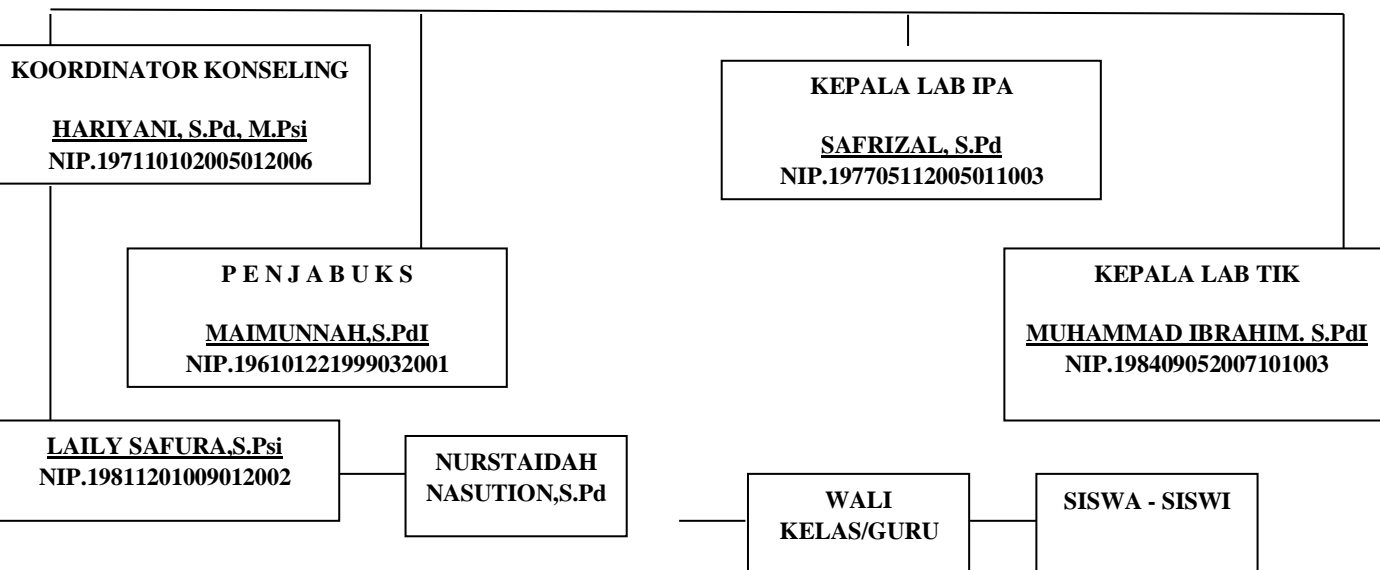 KOORDINATOR KONSELING
HARIYANI, S.Pd, M.Psi
NIP.197110102005012006
KEPALA LAB IPA
SAFRIZAL, S.Pd
NIP.197705112005011003
P E N J A B U K S
MAIMUNNAH,S.PdI
NIP.196101221999032001
KEPALA LAB TIK
MUHAMMAD IBRAHIM. S.PdI
NIP.198409052007101003
LAILY SAFURA,S.Psi
NIP.19811201009012002
NURSTAIDAH
NASUTION,S.Pd
WALI
KELAS/GURU
SISWA - SISWI